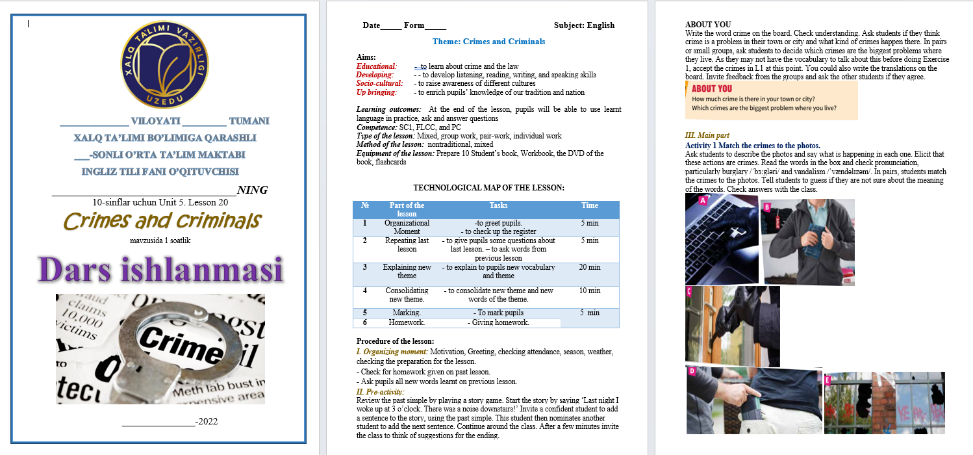 XALQ TALIMI VAZIRLIGI
UZEDU
______________ VILOYATI _________ TUMANI
XALQ TA'LIMI BO'LIMIGA QARASHLI
___-SONLI O'RTA TA'LIM MAKTABI
INGLIZ TILI FANI O'QITUVCHISI
______________________________NING
10-sinflar uchun Unit 5. Lesson 20
Crimes and criminals
mavzusida 1 soatlik
Dars ishlanmasi
fraud
claims
10,000
victims
Crime
Meth lab bust in
_______________-2022
Date_____ Form_____ Subject: English
Theme: Crimes and Criminals
Aims:
Educational: - to learn about crime and the law
Developing: - - to develop listening, reading, writing, and speaking skills
Socio-cultural: - to raise awareness of different cultures
Up bringing: - to enrich pupils' knowledge of our tradition and nation
Learning outcomes: At the end of the lesson, pupils will be able to use learnt
language in practice, ask and answer questions
Competence: SC1, FLCC, and PC
Type of the lesson: Mixed, group work, pair-work, individual work
Method of the lesson: nontraditional, mixed
Equipment of the lesson: Prepare 10 Student's book, Workbook, the DVD of the
book, flashcards
TECHNOLOGICAL MAP OF THE LESSON:
№ Part of the lesson Tasks Time
1 Organizational Moment -to greet pupils. - to check up the register 5 min
2 Repeating last lesson - to give pupils some questions about last lesson. – to ask words from previous lesson 5 min
3 Explaining new theme - to explain to pupils new vocabulary and theme 20 min
4 Consolidating new theme. - to consolidate new theme and new words of the theme. 10 min
5 Marking. - To mark pupils 5 min
6 Homework. - Giving homework.
Procedure of the lesson:
I. Organizing moment: Motivation, Greeting, checking attendance, season, weather,
checking the preparation for the lesson.
- Check for homework given on past lesson.
- Ask pupils all new words learnt on previous lesson.
II. Pre-activity:
Review the past simple by playing a story game. Start the story by saying 'Last night I
woke up at 3 o'clock. There was a noise downstairs!' Invite a confident student to add
a sentence to the story, using the past simple. This student then nominates another
student to add the next sentence. Continue around the class. After a few minutes invite
the class to think of suggestions for the ending.
ABOUT YOU
Write the word crime on the board. Check understanding. Ask students if they think
crime is a problem in their town or city and what kind of crimes happen there. In pairs
or small groups, ask students to decide which crimes are the biggest problems where
they live. As they may not have the vocabulary to talk about this before doing Exercise
1, accept the crimes in L1 at this point. You could also write the translations on the
board. Invite feedback from the groups and ask the other students if they agree.
ABOUT YOU
How much crime is there in your town or city?
Which crimes are the biggest problem where you live?
III. Main part
Activity 1 Match the crimes to the photos.
Ask students to describe the photos and say what is happening in each one. Elicit that
these actions are crimes. Read the words in the box and check pronunciation,
particularly burglary /ˈbɜːɡləri/ and vandalism /ˈvændəlɪzəm/. In pairs, students match
the crimes to the photos. Tell students to guess if they are not sure about the meaning
of the words. Check answers with the class.
A
B
C
D
E